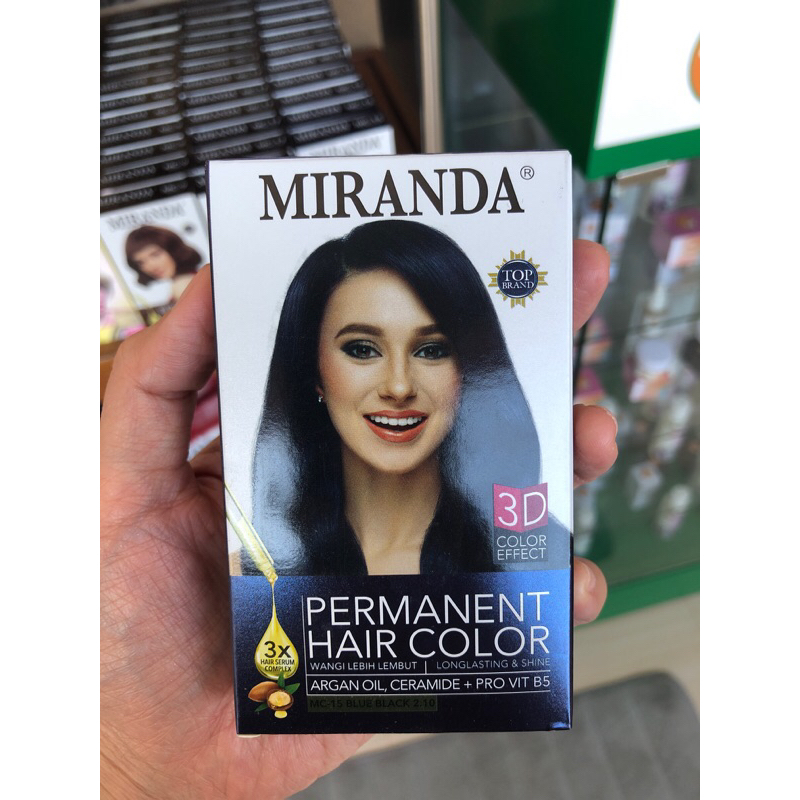 MIRANDA®
TOP
BRAND
3D
COLOR
EFFECT
PERMANENT
HAIR COLOR
3x
HAIR SERUM
COMPLEX
WANGI LEBIH LEMBUT | LONGLASTING & SHINE
ARGAN OIL, CERAMIDE + PRO VIT B5
MC-15 BLUE BLACK 2.10
MIRANDA